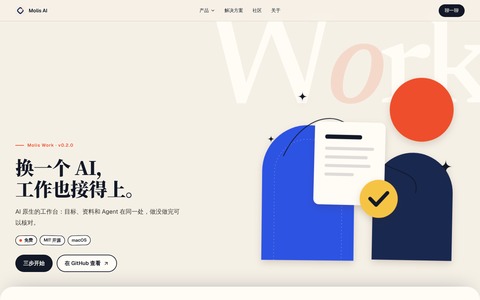 Molis AI
产品
解决方案
社区
关于
聊一聊
Work
Molis Work · v0.2.0
换一个 AI,
工作也接得上。
AI 原生的工作台：目标、资料和 Agent 在同一处，做没做完可
以核对。
免费
MIT 开源
macOS
三步开始
在 GitHub 查看